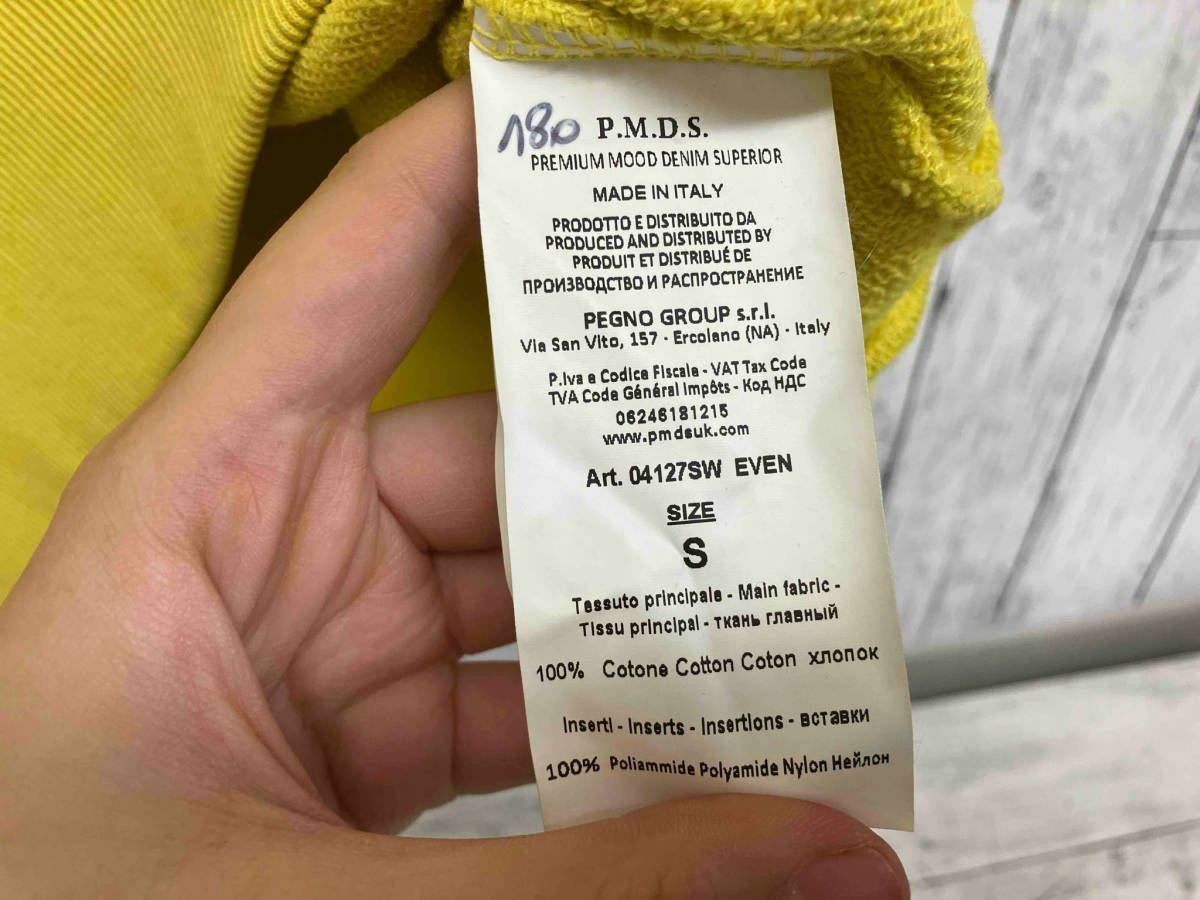 180 P.M.D.S.
PREMIUM MOOD DENIM SUPERIOR
MADE IN ITALY
PRODOTTO E DISTRIBUITO DA
PRODUCED AND DISTRIBUTED BY
PRODUIT ET DISTRIBUÉ DE
ПРОИЗВОДСТВО И РАСПРОСТРАНЕНИЕ
PEGNO GROUP s.r.l.
Via San Vito, 157 - Ercolano (NA) - Italy
P.Iva e Codice Fiscale - VAT Tax Code
TVA Code Général Impôts - Код НДС
06246181215
www.pmdsuk.com
Art. 04127SW EVEN
SIZE
S
Tessuto principale - Main fabric -
Tissu principal - ткань главный
100% Cotone Cotton Coton хлопок
Inserti - Inserts - Insertions - вставки
100% Poliammide Polyamide Nylon Нейлон